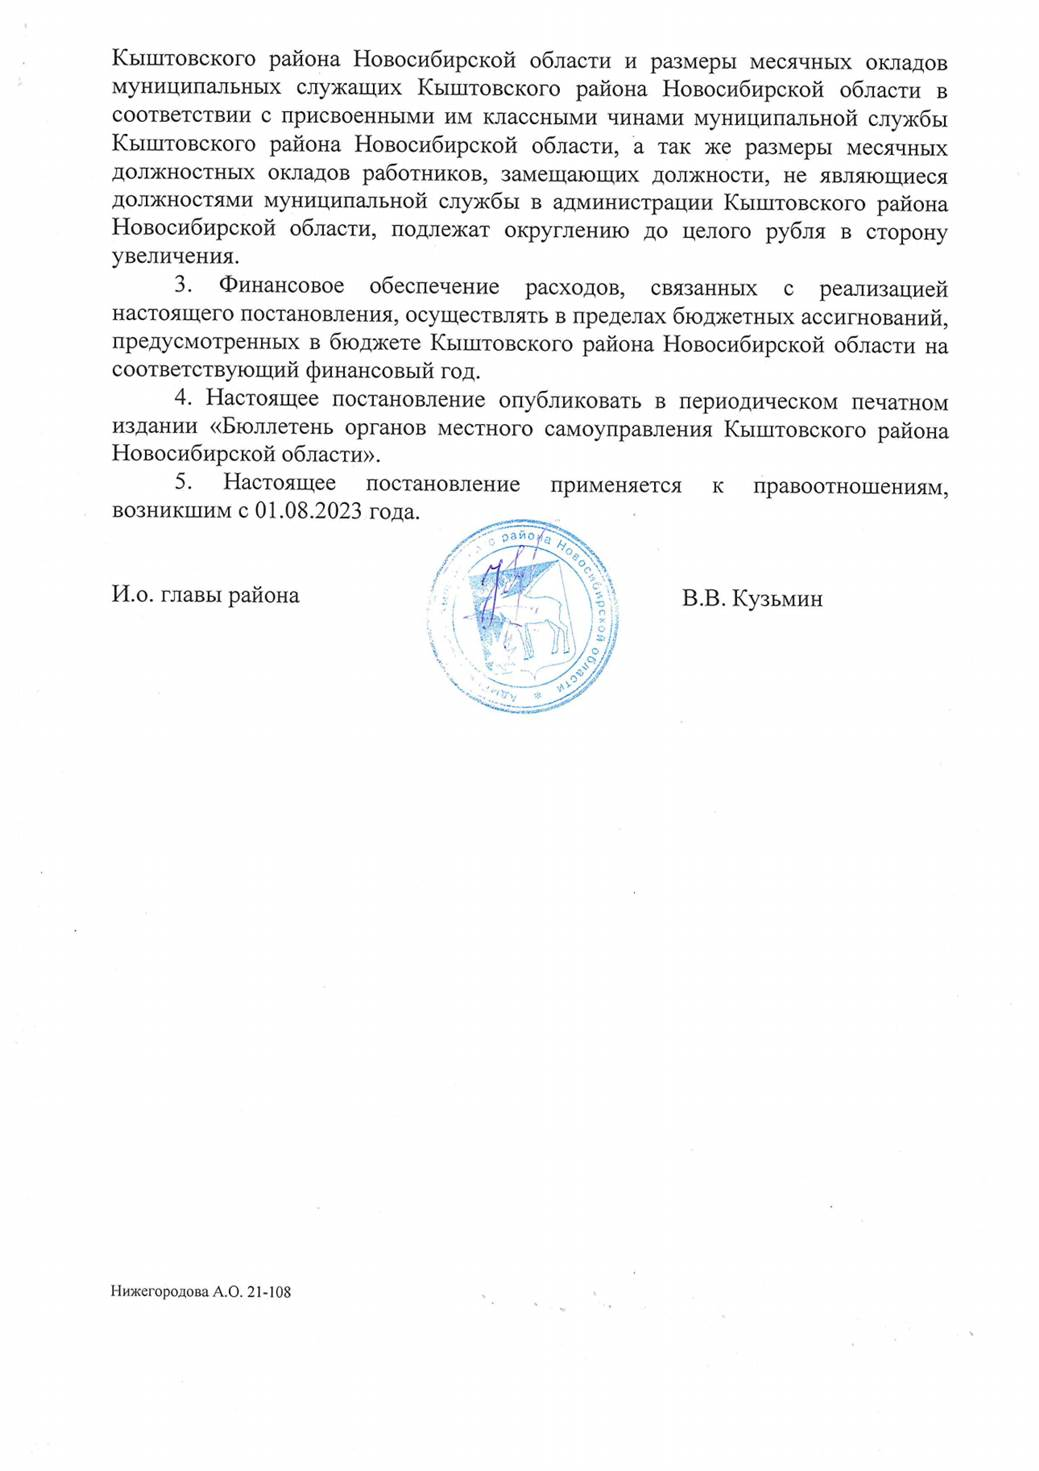 Кыштовского района Новосибирской области и размеры месячных окладов
муниципальных служащих Кыштовского района Новосибирской области в
соответствии с присвоенными им классными чинами муниципальной службы
Кыштовского района Новосибирской области, а так же размеры месячных
должностных окладов работников, замещающих должности, не являющиеся
должностями муниципальной службы в администрации Кыштовского района
Новосибирской области, подлежат округлению до целого рубля в сторону
увеличения.
3. Финансовое обеспечение расходов, связанных с реализацией
настоящего постановления, осуществлять в пределах бюджетных ассигнований,
предусмотренных в бюджете Кыштовского района Новосибирской области на
соответствующий финансовый год.
4. Настоящее постановление опубликовать в периодическом печатном
издании «Бюллетень органов местного самоуправления Кыштовского района
Новосибирской области».
5. Настоящее постановление применяется к правоотношениям,
возникшим с 01.08.2023 года.
района Новосибирской области
И.о. главы района
В.В. Кузьмин
Нижегородова А.О. 21-108